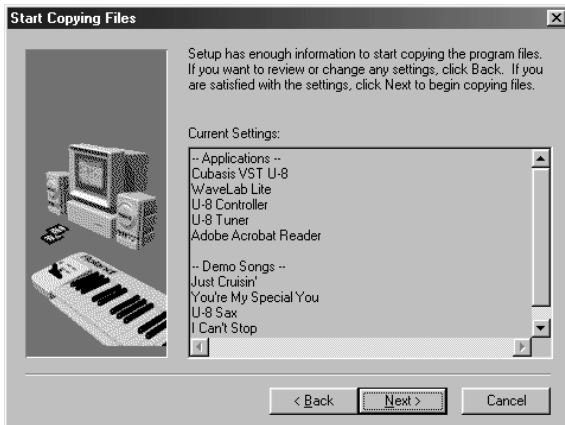 Start Copying Files
Setup has enough information to start copying the program files.
If you want to review or change any settings, click Back. If you
are satisfied with the settings, click Next to begin copying files.
Current Settings:
-- Applications --
Cubasis VST U-8
WaveLab Lite
U-8 Controller
U-8 Tuner
Adobe Acrobat Reader
-- Demo Songs --
Just Cruisin'
You're My Special You
U-8 Sax
I Can't Stop
Roland
< Back
Next >
Cancel